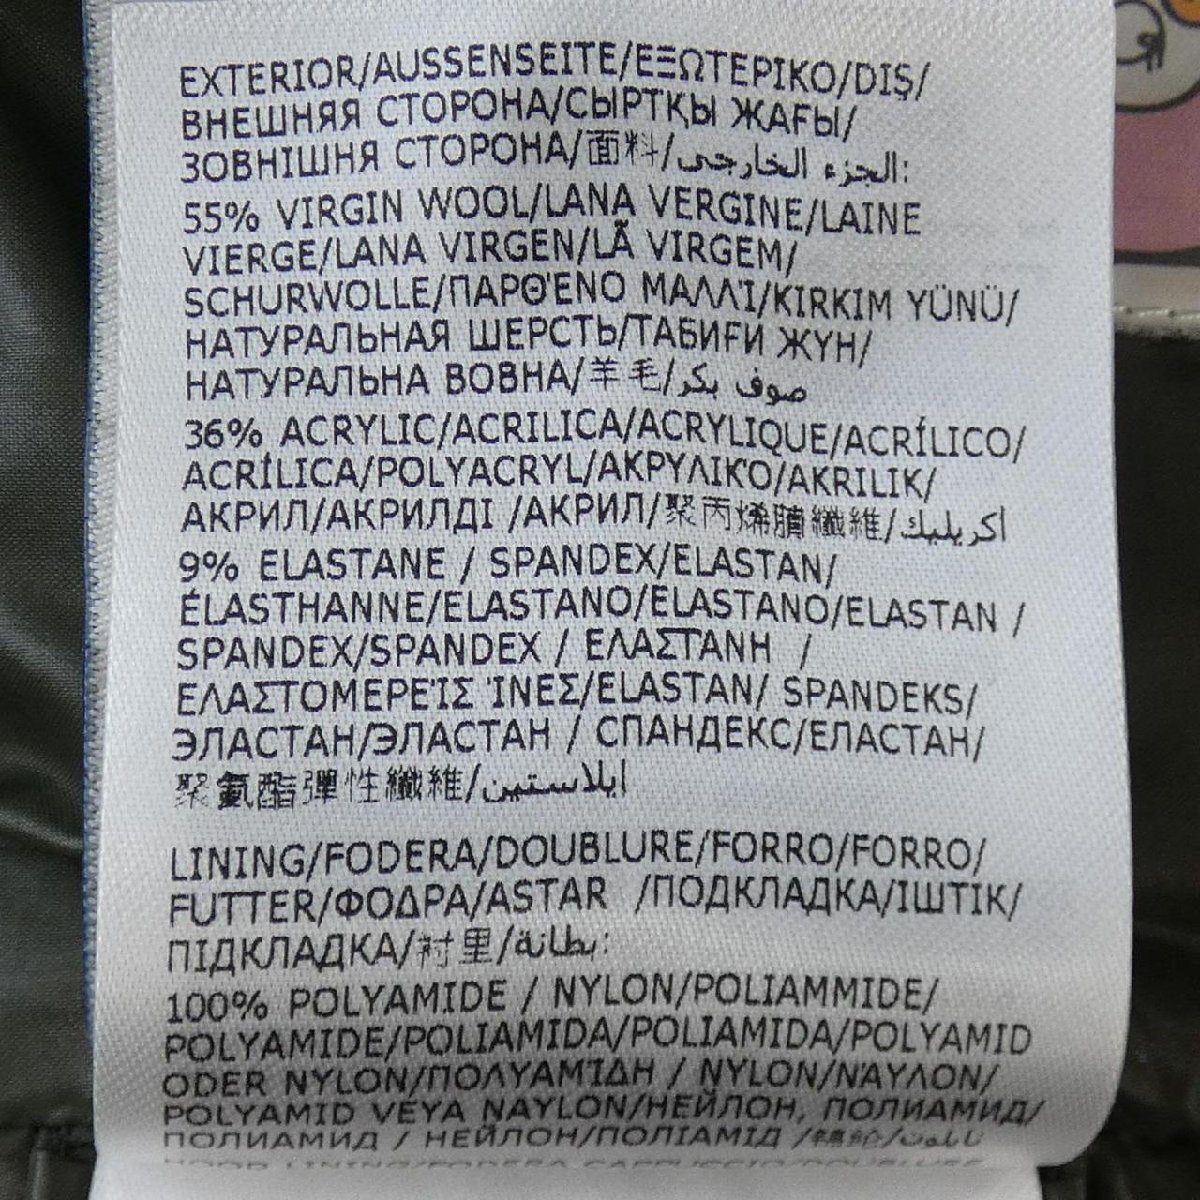 EXTERIOR/AUSSENSEITE/ΕΞΩΤΕΡΙΚΟ/DIŞ/
ВНЕШНЯЯ СТОРОНА/СЫРТҚЫ ЖАҒЫ/
ЗОВНІШНЯ СТОРОНА/面料/الجزء الخارجي:
55% VIRGIN WOOL/LANA VERGINE/LAINE
VIERGE/LANA VIRGEN/LÃ VIRGEM/
SCHURWOLLE/ΠΑΡΘΈΝΟ ΜΑΛΛΊ/KIRKIM YÜNÜ/
НАТУРАЛЬНАЯ ШЕРСТЬ/ТАБИҒИ ЖҮН/
НАТУРАЛЬНА ВОВНА/羊毛/صوف بكر
36% ACRYLIC/ACRILICA/ACRYLIQUE/ACRÍLICO/
ACRÍLICA/POLYACRYL/ΑΚΡΥΛΙΚΌ/AKRILIK/
АКРИЛ/АКРИЛДІ /АКРИЛ/聚丙烯腈纖維/أكريليك
9% ELASTANE / SPANDEX/ELASTAN/
ÉLASTHANNE/ELASTANO/ELASTANO/ELASTAN /
SPANDEX/SPANDEX / ΕΛΑΣΤΑΝΗ /
ΕΛΑΣΤΟΜΕΡΕΊΣ ΊΝΕΣ/ELASTAN/ SPANDEKS/
ЭЛАСТАН/ЭЛАСТАН / СПАНДЕКС/ЕЛАСТАН/
聚氨酯彈性纖維/ايلاستين
LINING/FODERA/DOUBLURE/FORRO/FORRO/
FUTTER/ΦΟΔΡΑ/ASTAR /ПОДКЛАДКА/ІШТІК/
ПІДКЛАДКА/衬里/بطانة:
100% POLYAMIDE / NYLON/POLIAMMIDE/
POLYAMIDE/POLIAMIDA/POLIAMIDA/POLYAMID
ODER NYLON/ΠΟΛΥΑΜΊΔΗ / NYLON/ΝΆΥΛΟΝ/
POLYAMID VEYA NAYLON/НЕЙЛОН, ПОЛИАМИД/
ПОЛИАМИД / НЕЙЛОН/ПОЛІАМІД /錦綸/نايلون